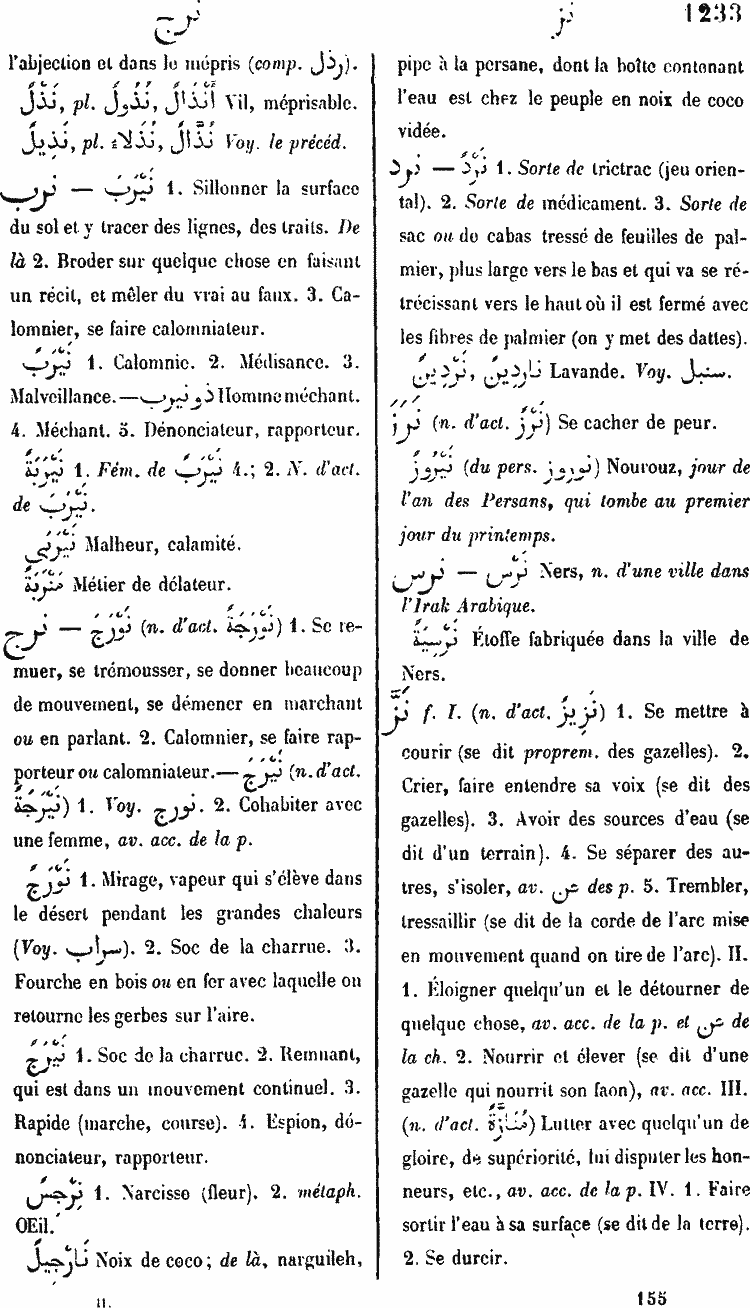 نرج
نز
1233
l'abjection et dans le mépris (comp. رذل).
نَذْلٌ, pl. نُذُولٌ, أَنْذَالٌ Vil, méprisable.
نَذِيلٌ, pl. نُذَلَاءُ, نُذَّالٌ Voy. le précéd.
نرب — نَيْرَبَ 1. Sillonner la surface
du sol et y tracer des lignes, des traits. De
là 2. Broder sur quelque chose en faisant
un récit, et mêler du vrai au faux. 3. Ca-
lomnier, se faire calomniateur.
نَيْرَبٌ 1. Calomnie. 2. Médisance. 3.
Malveillance. — ذو نيرب Homme méchant.
4. Méchant. 5. Dénonciateur, rapporteur.
نَيْرَبَةٌ 1. Fém. de نَيْرَبٌ 4.; 2. N. d'act.
de نَيْرَبَ.
نَيْرَبَى Malheur, calamité.
Métier de délateur.
نرج — نَوْرَجَ (n. d'act. نَوْرَجَةٌ) 1. Se re-
muer, se trémousser, se donner beaucoup
de mouvement, se démener en marchant
ou en parlant. 2. Calomnier, se faire rap-
porteur ou calomniateur. — نَيْرَجَ (n. d'act.
نَيْرَجَةٌ) 1. Voy. نورج. 2. Cohabiter avec
une femme, av. acc. de la p.
نَوْرَجٌ 1. Mirage, vapeur qui s'élève dans
le désert pendant les grandes chaleurs
(Voy. سراب). 2. Soc de la charrue. 3.
Fourche en bois ou en fer avec laquelle on
retourne les gerbes sur l'aire.
نَيْرَجٌ 1. Soc de la charrue. 2. Remuant,
qui est dans un mouvement continuel. 3.
Rapide (marche, course). 4. Espion, dé-
nonciateur, rapporteur.
نَرْجِسٌ 1. Narcisse (fleur). 2. métaph.
OEil.
نَارَجِيلٌ Noix de coco; de là, narguileh,
II.
pipe à la persane, dont la boîte contenant
l'eau est chez le peuple en noix de coco
vidée.
نرد — نَرْدٌ 1. Sorte de trictrac (jeu orien-
tal). 2. Sorte de médicament. 3. Sorte de
sac ou de cabas tressé de feuilles de pal-
mier, plus large vers le bas et qui va se ré-
trécissant vers le haut où il est fermé avec
les fibres de palmier (on y met des dattes).
نَارِدِينٌ, نَرْدِينٌ Lavande. Voy. سنبل.
نَرَزَ (n. d'act. نَرْزٌ) Se cacher de peur.
نَيْرُوزٌ (du pers. نوروز) Nourouz, jour de
l'an des Persans, qui tombe au premier
jour du printemps.
نرس — نَرْسٌ Ners, n. d'une ville dans
l'Irak Arabique.
نَرْسِيَّةٌ Étoffe fabriquée dans la ville de
Ners.
نَزَّ f. I. (n. d'act. نَزِيزٌ) 1. Se mettre à
courir (se dit proprem. des gazelles). 2.
Crier, faire entendre sa voix (se dit des
gazelles). 3. Avoir des sources d'eau (se
dit d'un terrain). 4. Se séparer des au-
tres, s'isoler, av. عن des p. 5. Trembler,
tressaillir (se dit de la corde de l'arc mise
en mouvement quand on tire de l'arc). II.
1. Éloigner quelqu'un et le détourner de
quelque chose, av. acc. de la p. et عن de
la ch. 2. Nourrir et élever (se dit d'une
gazelle qui nourrit son faon), av. acc. III.
(n. d'act. مُنَازَّةٌ) Lutter avec quelqu'un de
gloire, de supériorité, lui disputer les hon-
neurs, etc., av. acc. de la p. IV. 1. Faire
sortir l'eau à sa surface (se dit de la terre).
2. Se durcir.
155